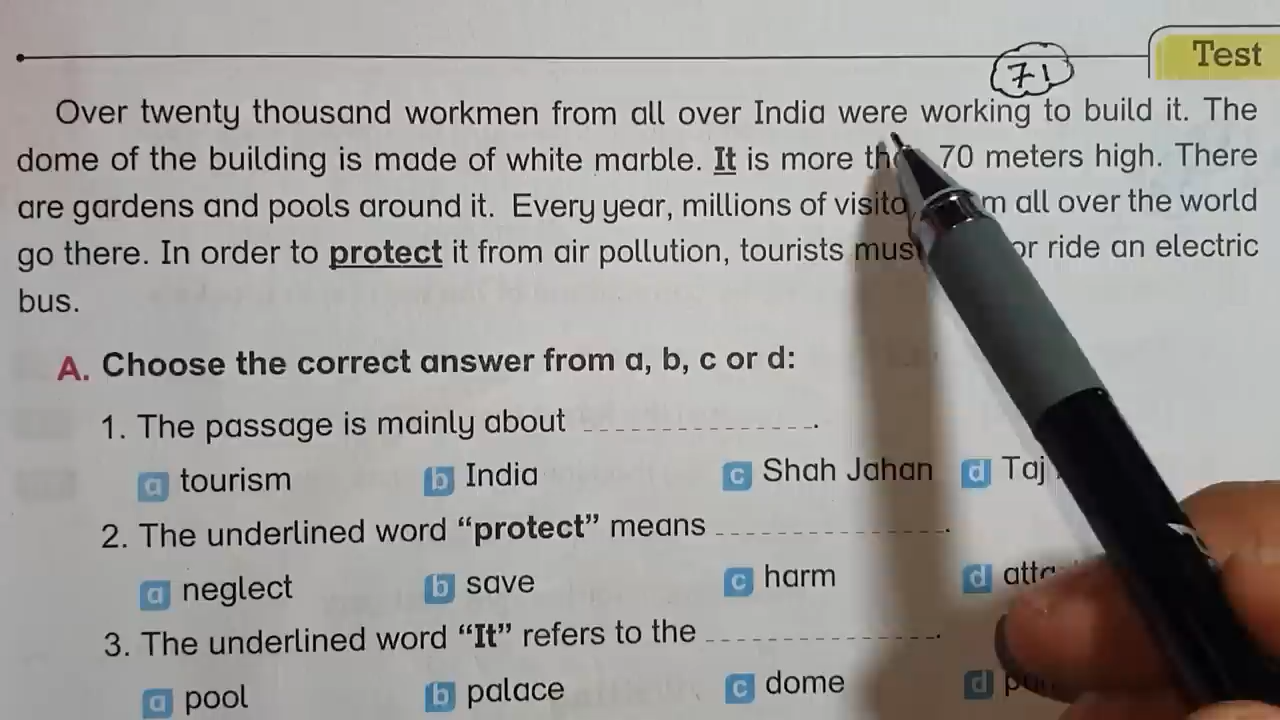 Test
71
Over twenty thousand workmen from all over India were working to build it. The
dome of the building is made of white marble. It is more 70 meters high. There
are gardens and pools around it. Every year, millions of all over the world
go there. In order to protect it from air pollution, tourists or ride an electric
bus.
A. Choose the correct answer from a, b, c or d:
1. The passage is mainly about .
a tourism b India c Shah Jahan d Taj
2. The underlined word “protect” means .
a neglect b save c harm d
3. The underlined word “It” refers to the .
a pool b palace c dome d